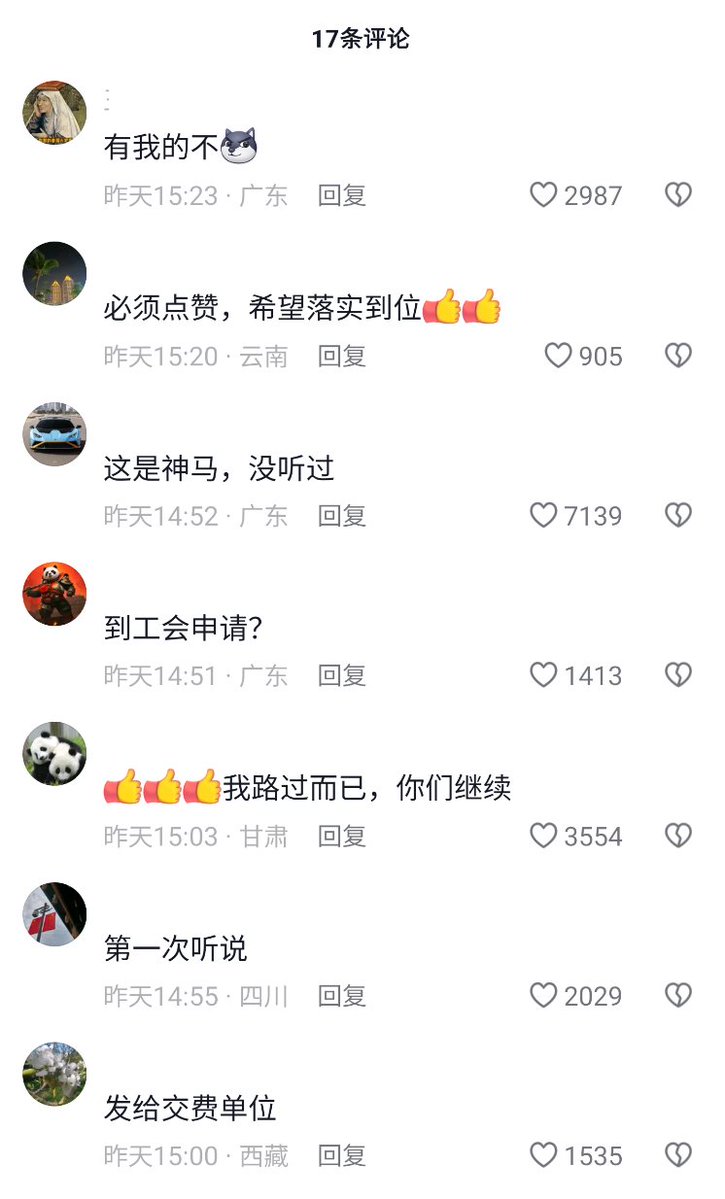 17条评论
有我的不
昨天15:23 · 广东 回复 2987
必须点赞，希望落实到位
昨天15:20 · 云南 回复 905
这是神马，没听过
昨天14:52 · 广东 回复 7139
到工会申请？
昨天14:51 · 广东 回复 1413
我路过而已，你们继续
昨天15:03 · 甘肃 回复 3554
第一次听说
昨天14:55 · 四川 回复 2029
发给交费单位
昨天15:00 · 西藏 回复 1535